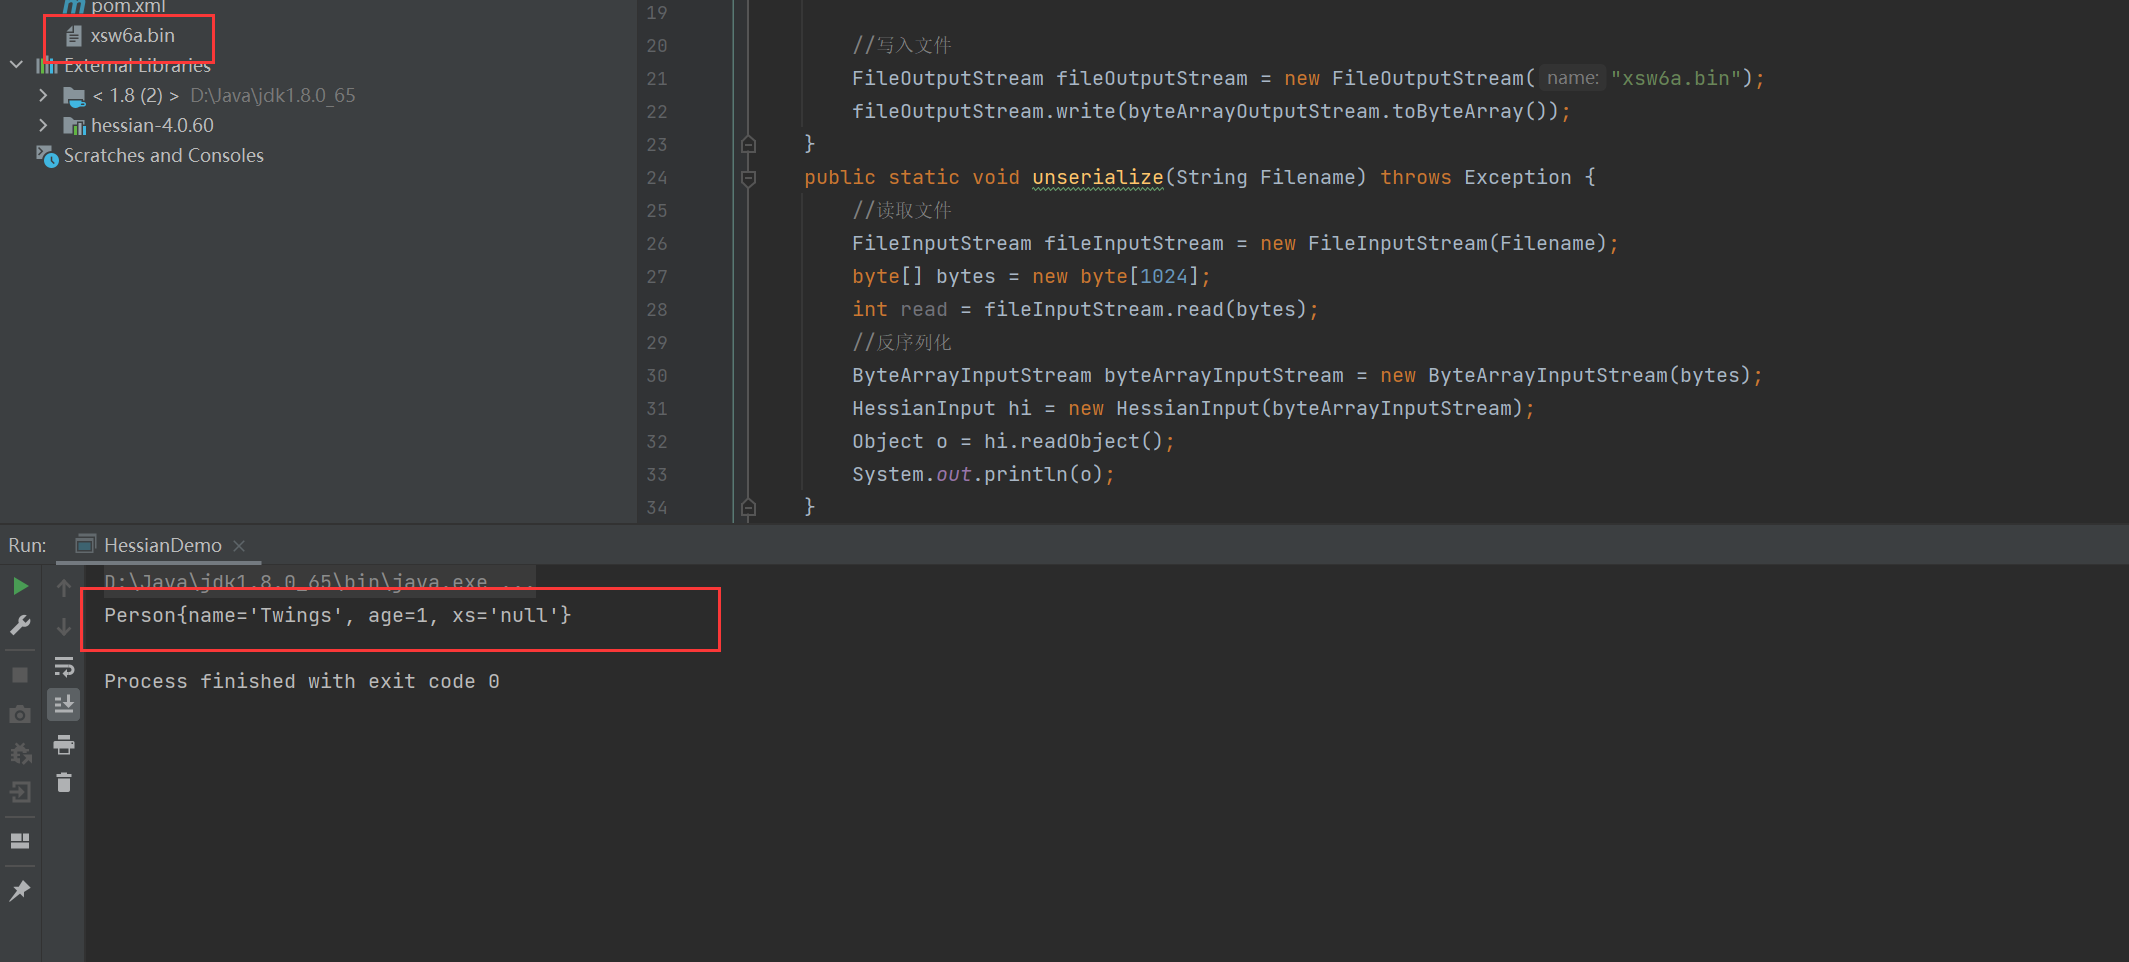 pom.xml
xsw6a.bin
External Libraries
< 1.8 (2) > D:\Java\jdk1.8.0_65
hessian-4.0.60
Scratches and Consoles
19
20 //写入文件
21 FileOutputStream fileOutputStream = new FileOutputStream( name: "xsw6a.bin");
22 fileOutputStream.write(byteArrayOutputStream.toByteArray());
23 }
24 public static void unserialize(String Filename) throws Exception {
25 //读取文件
26 FileInputStream fileInputStream = new FileInputStream(Filename);
27 byte[] bytes = new byte[1024];
28 int read = fileInputStream.read(bytes);
29 //反序列化
30 ByteArrayInputStream byteArrayInputStream = new ByteArrayInputStream(bytes);
31 HessianInput hi = new HessianInput(byteArrayInputStream);
32 Object o = hi.readObject();
33 System.out.println(o);
34 }
Run: HessianDemo
D:\Java\jdk1.8.0_65\bin\java.exe ...
Person{name='Twings', age=1, xs='null'}
Process finished with exit code 0